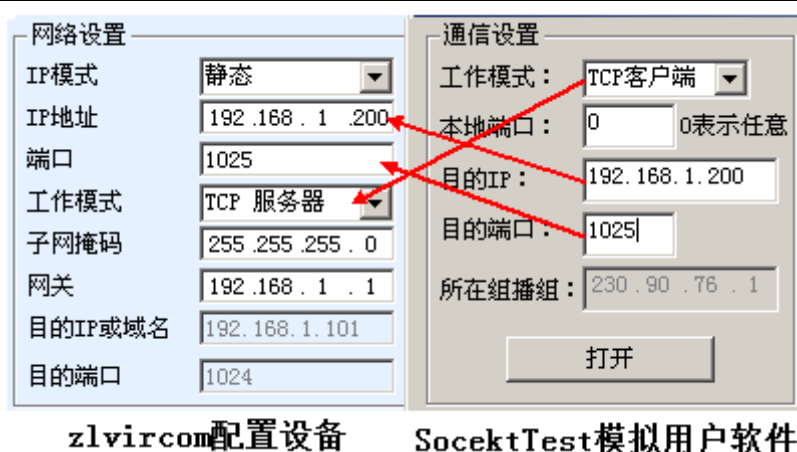 网络设置
IP模式 静态
IP地址 192 .168 . 1 .200
端口 1025
工作模式 TCP 服务器
子网掩码 255 .255 .255 . 0
网关 192 .168 . 1 . 1
目的IP或域名 192.168.1.101
目的端口 1024
zlvircom配置设备
通信设置
工作模式： TCP客户端
本地端口： 0 0表示任意
目的IP： 192.168.1.200
目的端口： 1025
所在组播组： 230 . 90 . 76 . 1
打开
SocektTest模拟用户软件